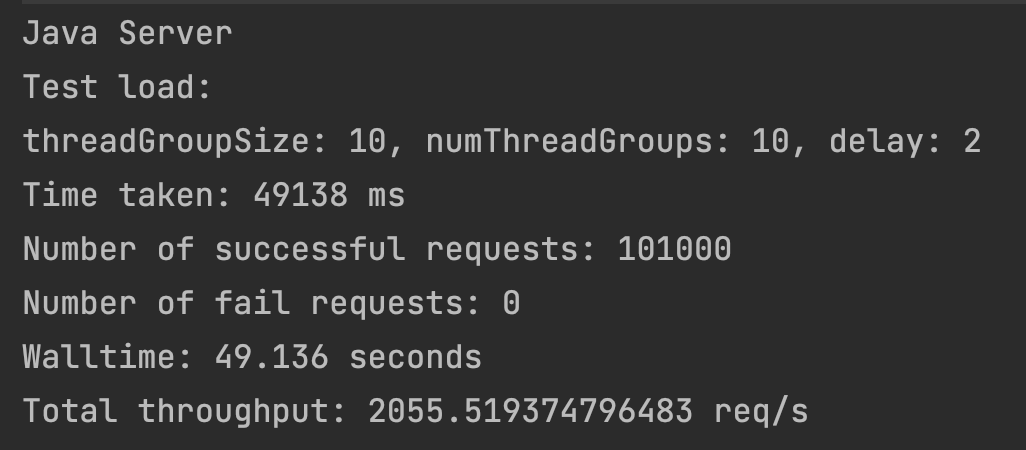 Java Server
Test load:
threadGroupSize: 10, numThreadGroups: 10, delay: 2
Time taken: 49138 ms
Number of successful requests: 101000
Number of fail requests: 0
Walltime: 49.136 seconds
Total throughput: 2055.519374796483 req/s